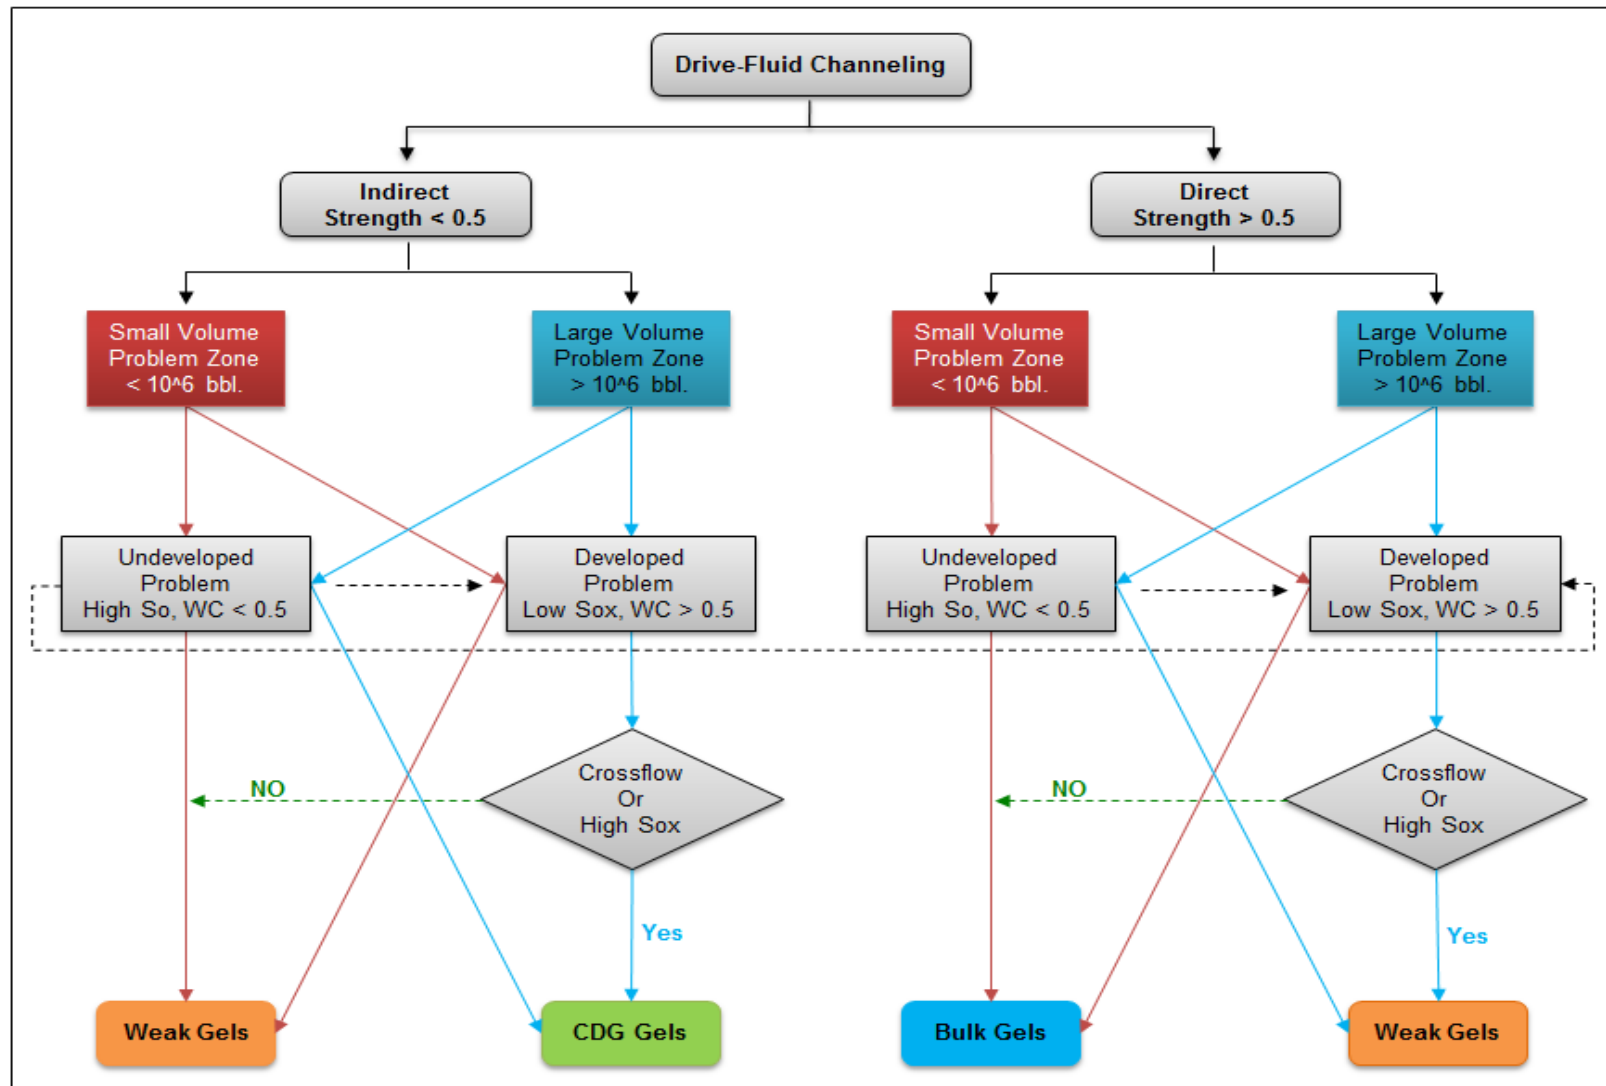 Drive-Fluid Channeling
Indirect
Strength < 0.5
Direct
Strength > 0.5
Small Volume
Problem Zone
< 10^6 bbl.
Large Volume
Problem Zone
> 10^6 bbl.
Small Volume
Problem Zone
< 10^6 bbl.
Large Volume
Problem Zone
> 10^6 bbl.
Undeveloped
Problem
High So, WC < 0.5
Developed
Problem
Low Sox, WC > 0.5
Undeveloped
Problem
High So, WC < 0.5
Developed
Problem
Low Sox, WC > 0.5
NO
Crossflow
Or
High Sox
NO
Crossflow
Or
High Sox
Yes
Yes
Weak Gels
CDG Gels
Bulk Gels
Weak Gels